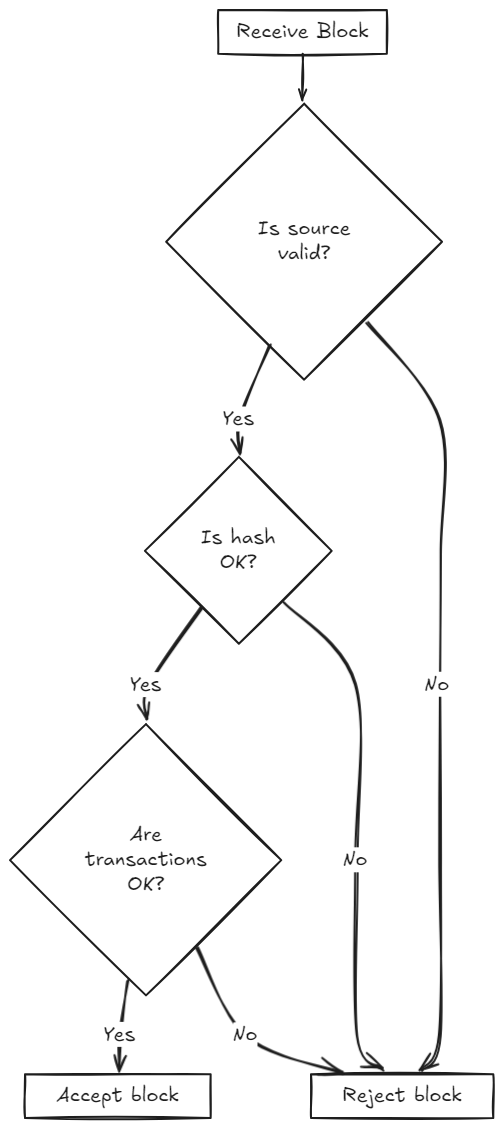 Receive Block
Is source
valid?
Yes
Is hash
OK?
Yes
No
Are
transactions
OK?
No
Yes
No
Accept block
Reject block